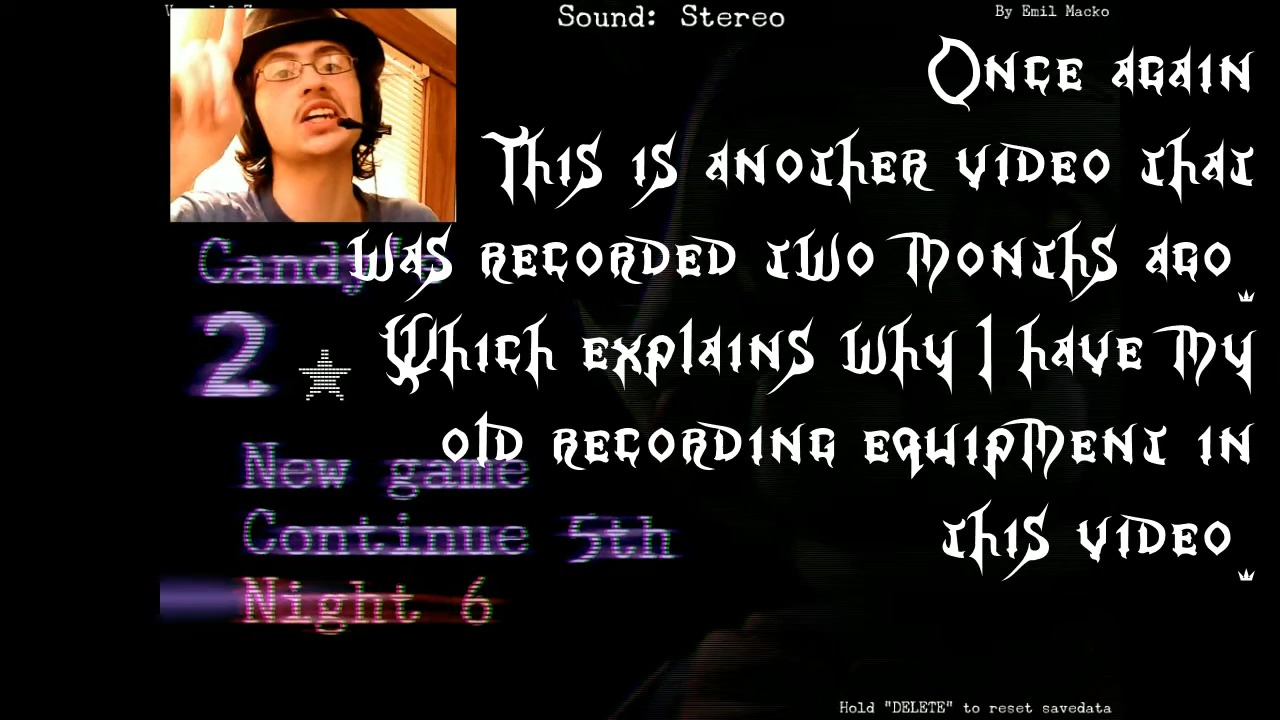 Sound: Stereo
By Emil Macko
Once again
This is another video that
was recorded two months ago
Which explains why I have my
old recording equipment in
this video
2
New game
Continue 5th
Night 6
Hold "DELETE" to reset savedata